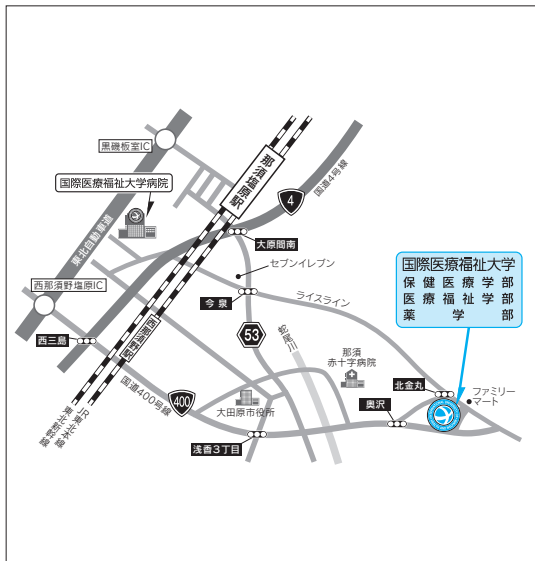 黒磯板室IC
国際医療福祉大学病院
那須塩原駅
国道4号線
4
東北自動車道
大原間南
セブンイレブン
国際医療福祉大学
保健医療学部
医療福祉学部
薬学部
西那須野塩原IC
今泉
ライスライン
西那須野駅
53
蛇尾川
西三島
那須
赤十字病院
北金丸
ファミリー
マート
国道400号線
400
大田原市役所
奥沢
JR東北本線
東北新幹線
浅香3丁目